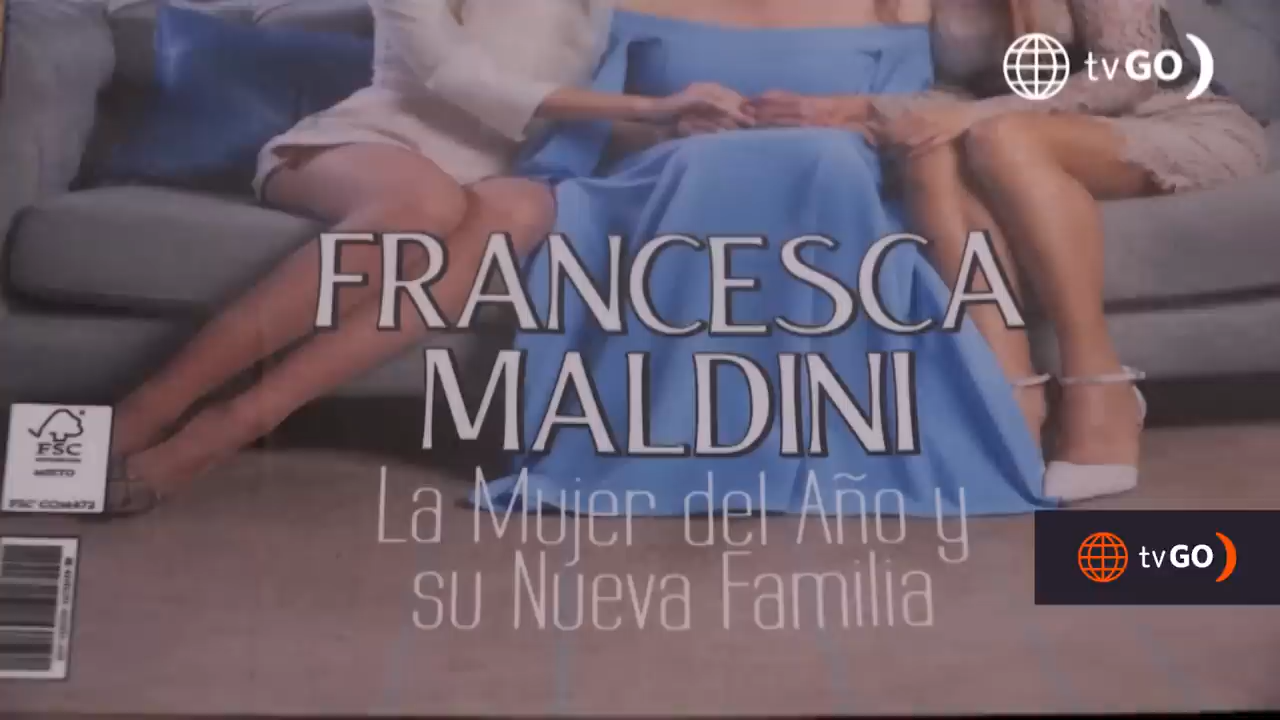 tvGO
FRANCESCA
MALDINI
La Mujer del Año y
su Nueva Familia
FSC
MIXTO
tvGO